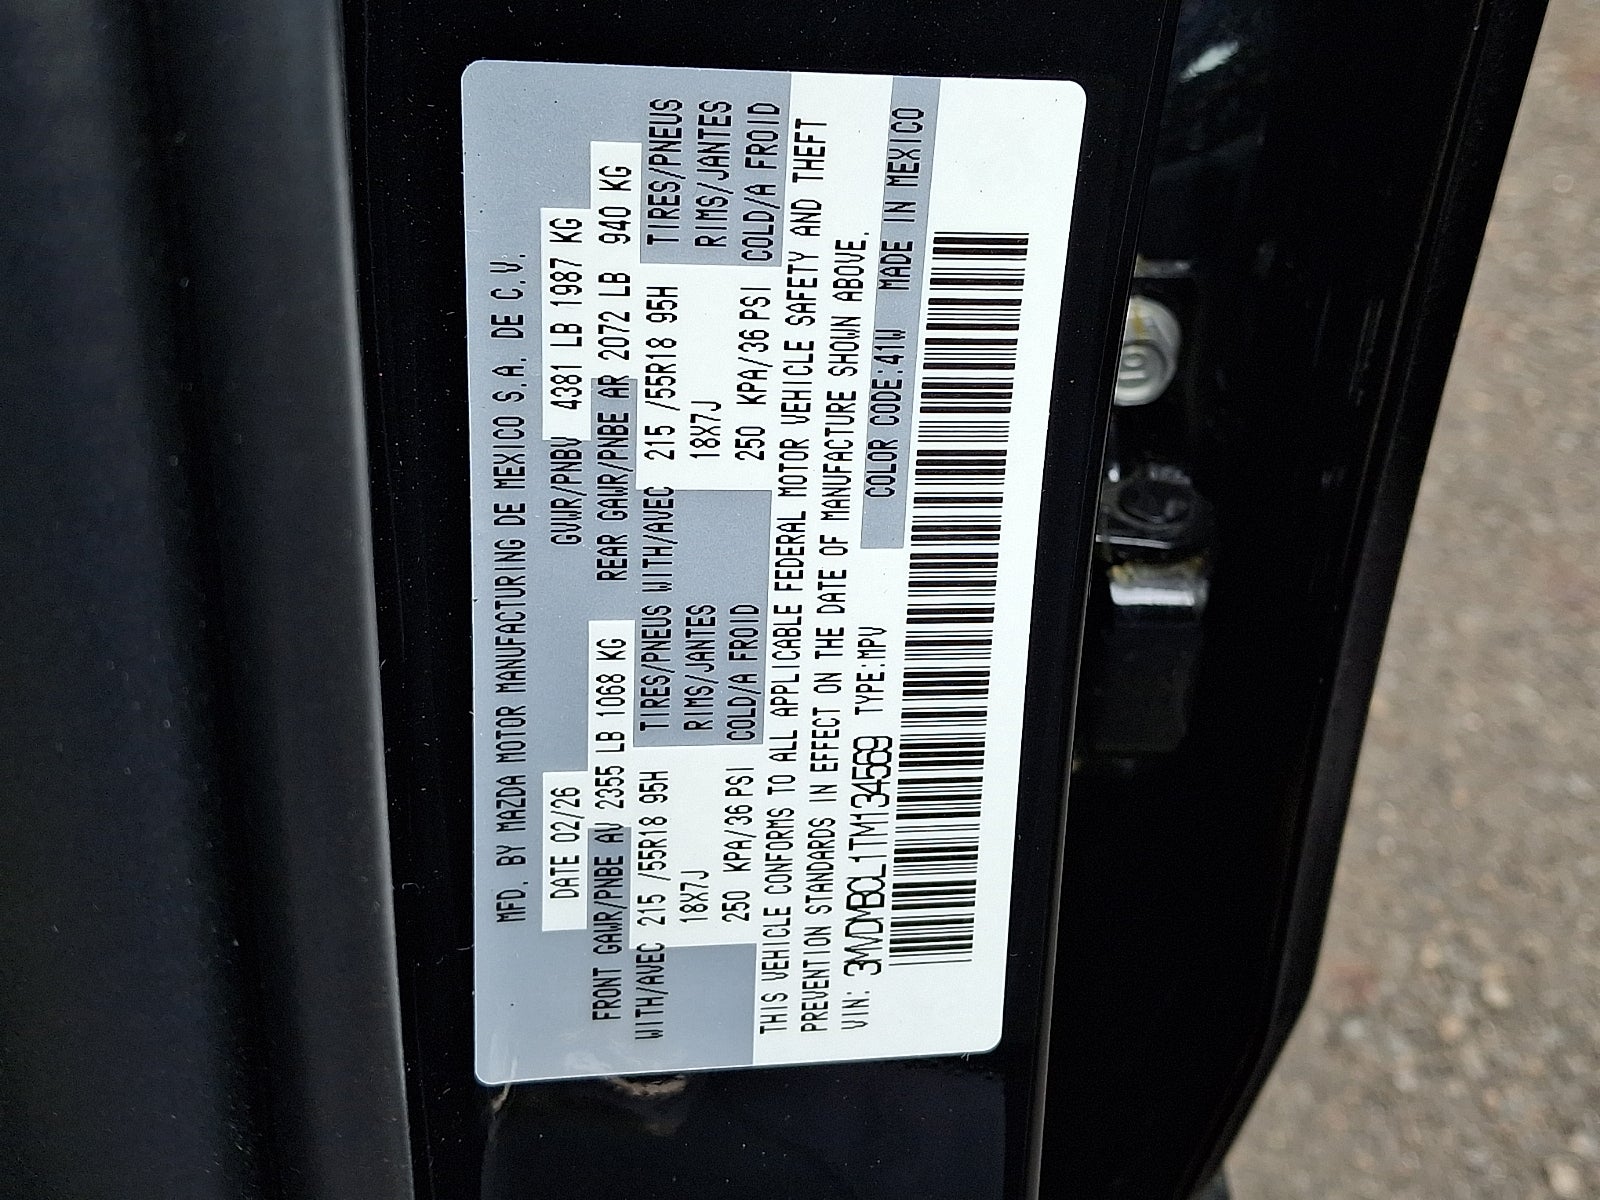 MFD. BY MAZDA MOTOR MANUFACTURING DE MEXICO S.A. DE C.V.
DATE 02/26 GVWR/PNBV 4381 LB 1987 KG
FRONT GAWR/PNBE AV 2355 LB 1068 KG REAR GAWR/PNBE AR 2072 LB 940 KG
WITH/AVEC 215 /55R18 95H TIRES/PNEUS WITH/AVEC 215 /55R18 95H TIRES/PNEUS
18X7J RIMS/JANTES 18X7J RIMS/JANTES
250 KPA/36 PSI COLD/A FROID 250 KPA/36 PSI COLD/A FROID
THIS VEHICLE CONFORMS TO ALL APPLICABLE FEDERAL MOTOR VEHICLE SAFETY AND THEFT
PREVENTION STANDARDS IN EFFECT ON THE DATE OF MANUFACTURE SHOWN ABOVE.
VIN: 3MVDMBCL1TM134569 TYPE:MPV COLOR CODE:41W MADE IN MEXICO